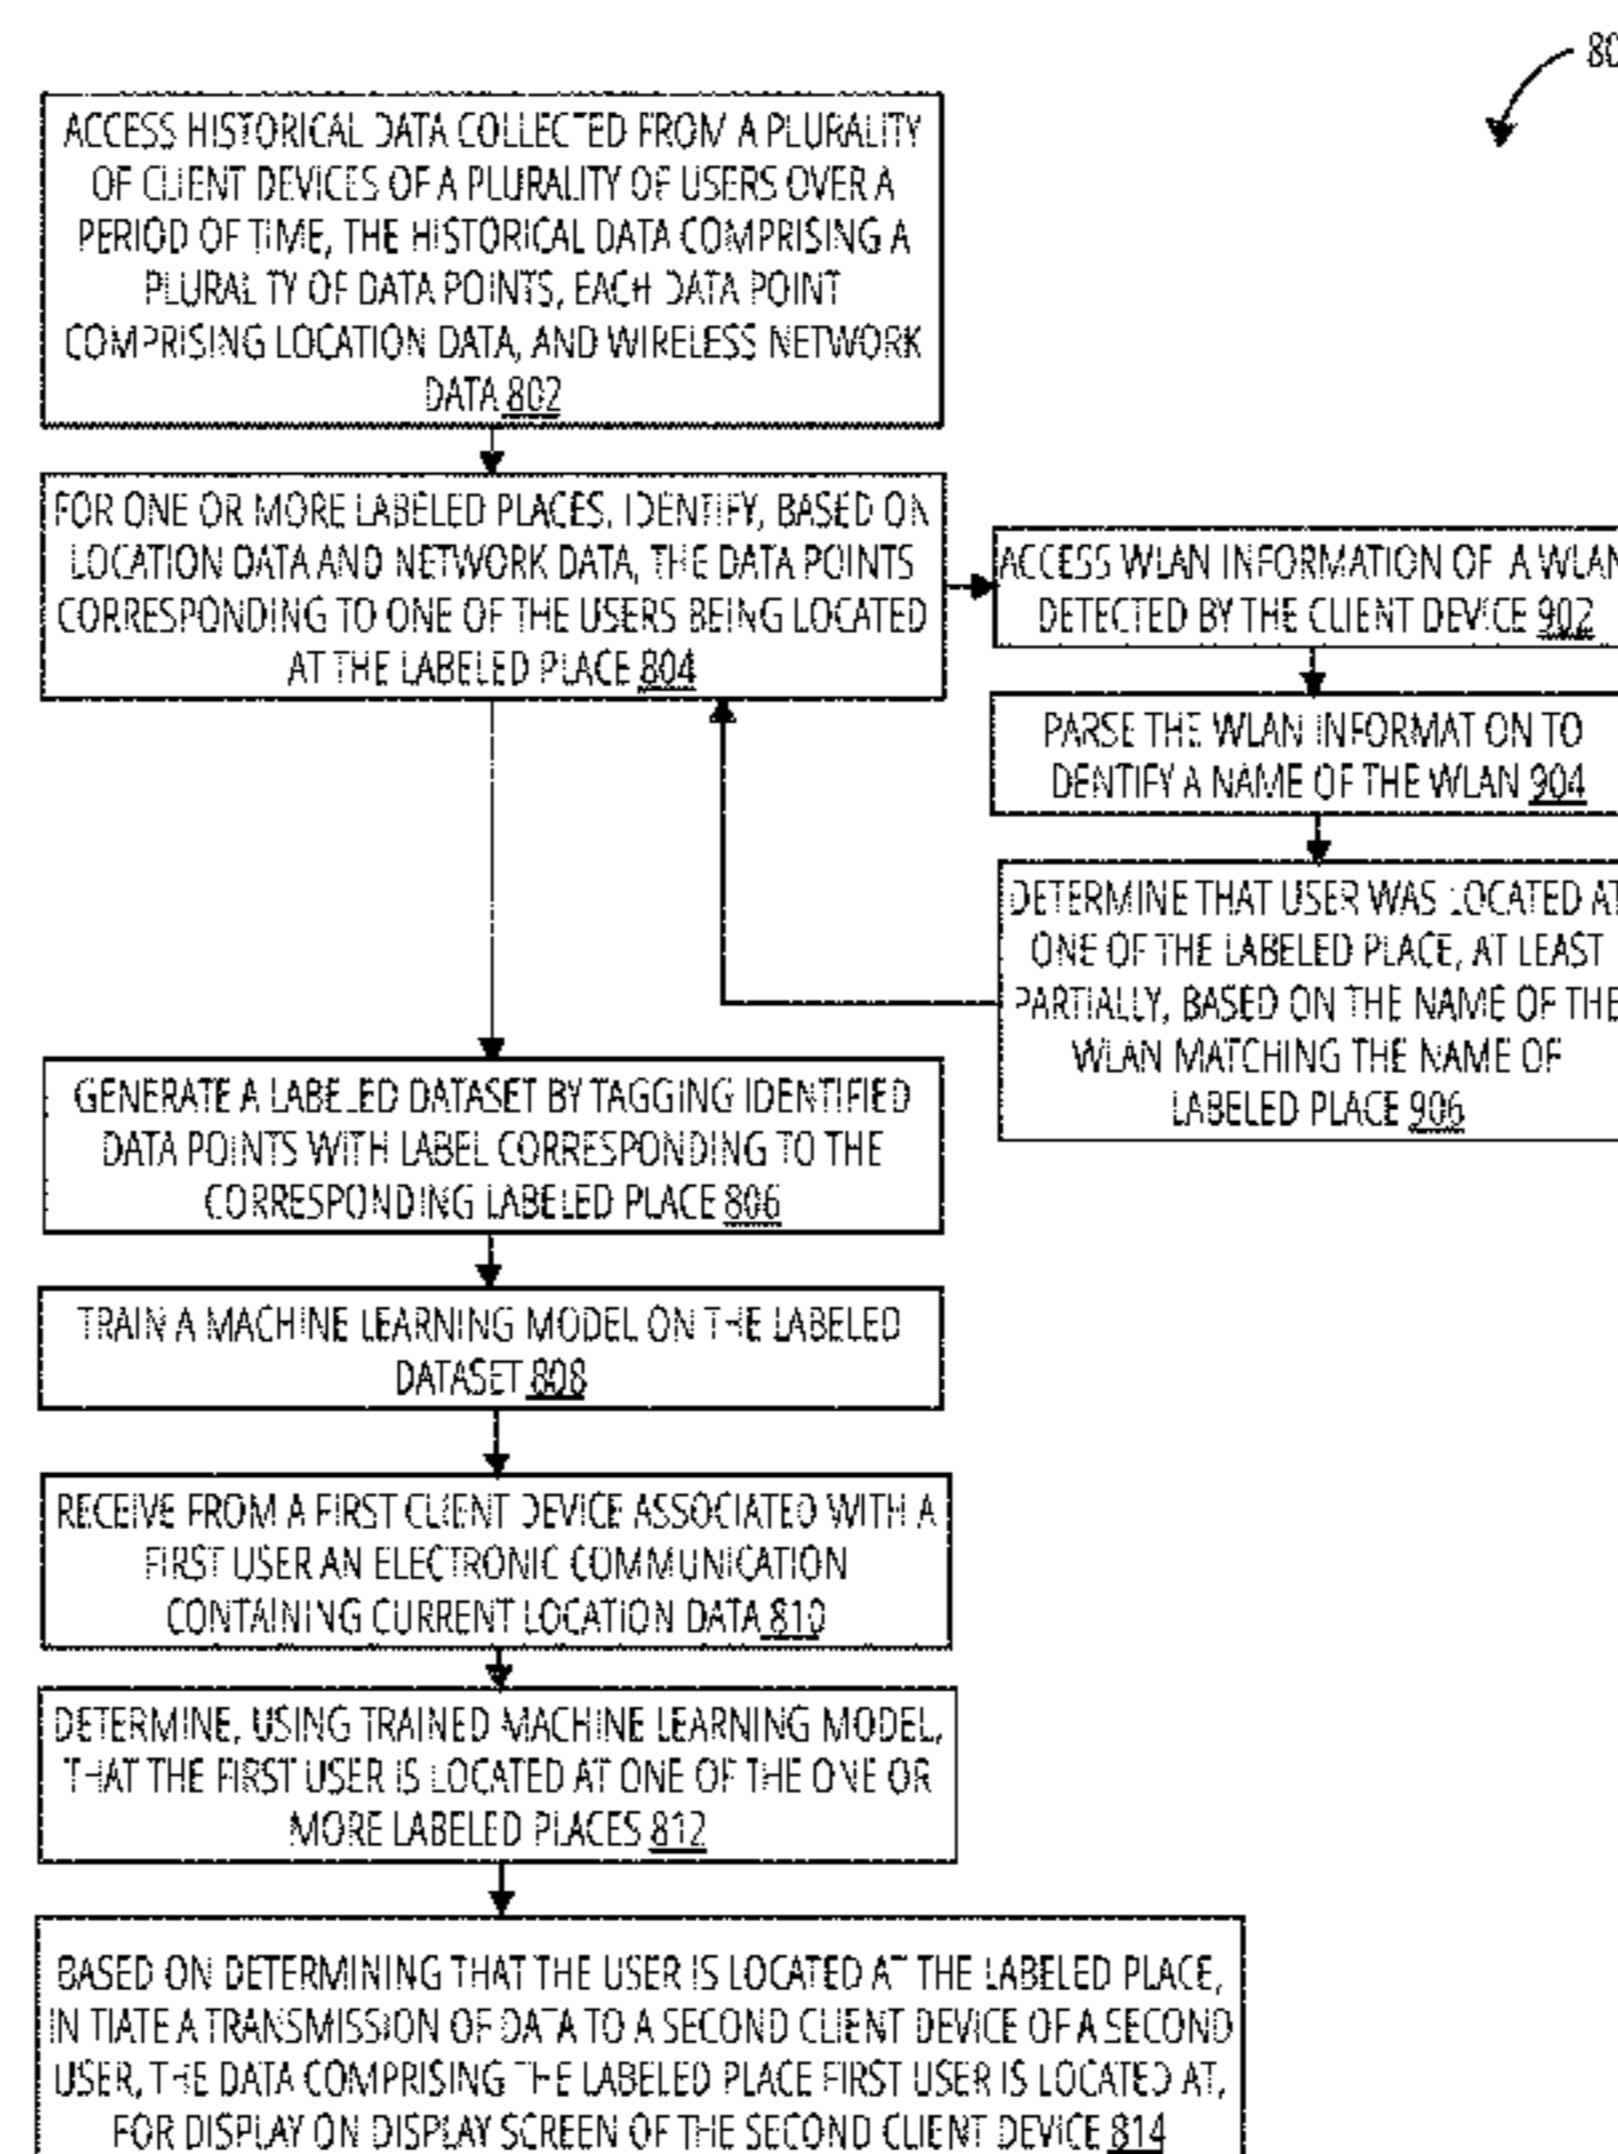 80
ACCESS HISTORICAL DATA COLLECTED FROM A PLURALITY
OF CLIENT DEVICES OF A PLURALITY OF USERS OVER A
PERIOD OF TIME, THE HISTORICAL DATA COMPRISING A
PLURALITY OF DATA POINTS, EACH DATA POINT
COMPRISING LOCATION DATA, AND WIRELESS NETWORK
DATA 802
FOR ONE OR MORE LABELED PLACES, IDENTIFY, BASED ON
LOCATION DATA AND NETWORK DATA, THE DATA POINTS
CORRESPONDING TO ONE OF THE USERS BEING LOCATED
AT THE LABELED PLACE 804
ACCESS WLAN INFORMATION OF A WLAN
DETECTED BY THE CLIENT DEVICE 902
PARSE THE WLAN INFORMATION TO
IDENTIFY A NAME OF THE WLAN 904
DETERMINE THAT USER WAS LOCATED AT
ONE OF THE LABELED PLACE, AT LEAST
PARTIALLY, BASED ON THE NAME OF THE
WLAN MATCHING THE NAME OF
LABELED PLACE 906
GENERATE A LABELED DATASET BY TAGGING IDENTIFIED
DATA POINTS WITH LABEL CORRESPONDING TO THE
CORRESPONDING LABELED PLACE 806
TRAIN A MACHINE LEARNING MODEL ON THE LABELED
DATASET 808
RECEIVE FROM A FIRST CLIENT DEVICE ASSOCIATED WITH A
FIRST USER AN ELECTRONIC COMMUNICATION
CONTAINING CURRENT LOCATION DATA 810
DETERMINE, USING TRAINED MACHINE LEARNING MODEL,
THAT THE FIRST USER IS LOCATED AT ONE OF THE ONE OR
MORE LABELED PLACES 812
BASED ON DETERMINING THAT THE USER IS LOCATED AT THE LABELED PLACE,
INITIATE A TRANSMISSION OF DATA TO A SECOND CLIENT DEVICE OF A SECOND
USER, THE DATA COMPRISING THE LABELED PLACE FIRST USER IS LOCATED AT,
FOR DISPLAY ON DISPLAY SCREEN OF THE SECOND CLIENT DEVICE 814